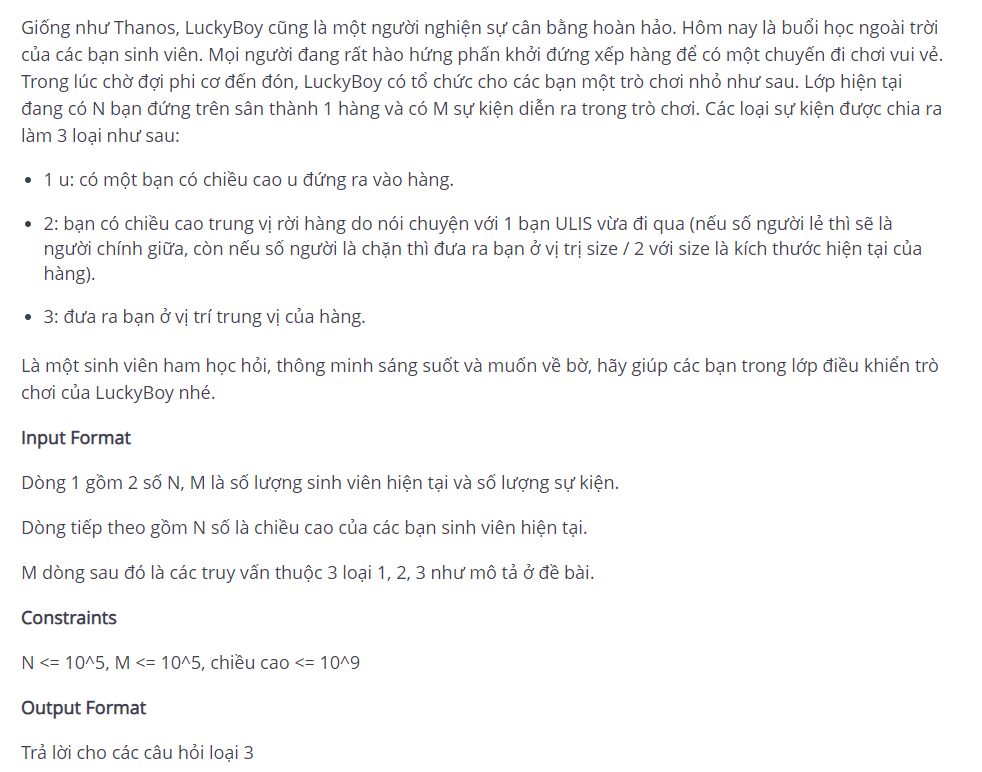 Giống như Thanos, LuckyBoy cũng là một người nghiện sự cân bằng hoàn hảo. Hôm nay là buổi học ngoài trời
của các bạn sinh viên. Mọi người đang rất hào hứng phấn khởi đứng xếp hàng để có một chuyến đi chơi vui vẻ.
Trong lúc chờ đợi phi cơ đến đón, LuckyBoy có tổ chức cho các bạn một trò chơi nhỏ như sau. Lớp hiện tại
đang có N bạn đứng trên sân thành 1 hàng và có M sự kiện diễn ra trong trò chơi. Các loại sự kiện được chia ra
làm 3 loại như sau:
• 1 u: có một bạn có chiều cao u đứng ra vào hàng.
• 2: bạn có chiều cao trung vị rời hàng do nói chuyện với 1 bạn ULIS vừa đi qua (nếu số người lẻ thì sẽ là
người chính giữa, còn nếu số người là chặn thì đưa ra bạn ở vị trị size / 2 với size là kích thước hiện tại của
hàng).
• 3: đưa ra bạn ở vị trí trung vị của hàng.
Là một sinh viên ham học hỏi, thông minh sáng suốt và muốn về bờ, hãy giúp các bạn trong lớp điều khiển trò
chơi của LuckyBoy nhé.
Input Format
Dòng 1 gồm 2 số N, M là số lượng sinh viên hiện tại và số lượng sự kiện.
Dòng tiếp theo gồm N số là chiều cao của các bạn sinh viên hiện tại.
M dòng sau đó là các truy vấn thuộc 3 loại 1, 2, 3 như mô tả ở đề bài.
Constraints
N <= 10^5, M <= 10^5, chiều cao <= 10^9
Output Format
Trả lời cho các câu hỏi loại 3